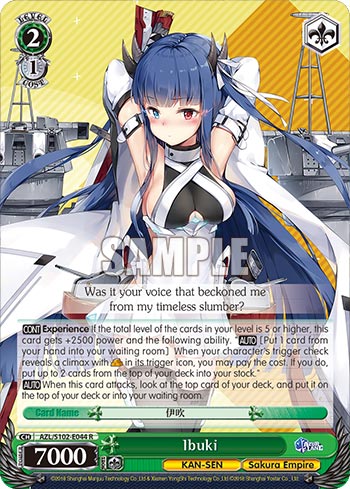 LEVEL
2
1
COST
SAMPLE
Was it your voice that beckoned me
from my timeless slumber?
CONT Experience If the total level of the cards in your level is 5 or higher, this
card gets +2500 power and the following ability. "AUTO [Put 1 card from
your hand into your waiting room] When your character's trigger check
reveals a climax with in its trigger icon, you may pay the cost. If you do,
put up to 2 cards from the top of your deck into your stock."
AUTO When this card attacks, look at the top card of your deck, and put it on
the top of your deck or into your waiting room.
Card Name
伊吹
AZL/S102-E044 R
Ibuki
POWER
7000
KAN-SEN
Sakura Empire